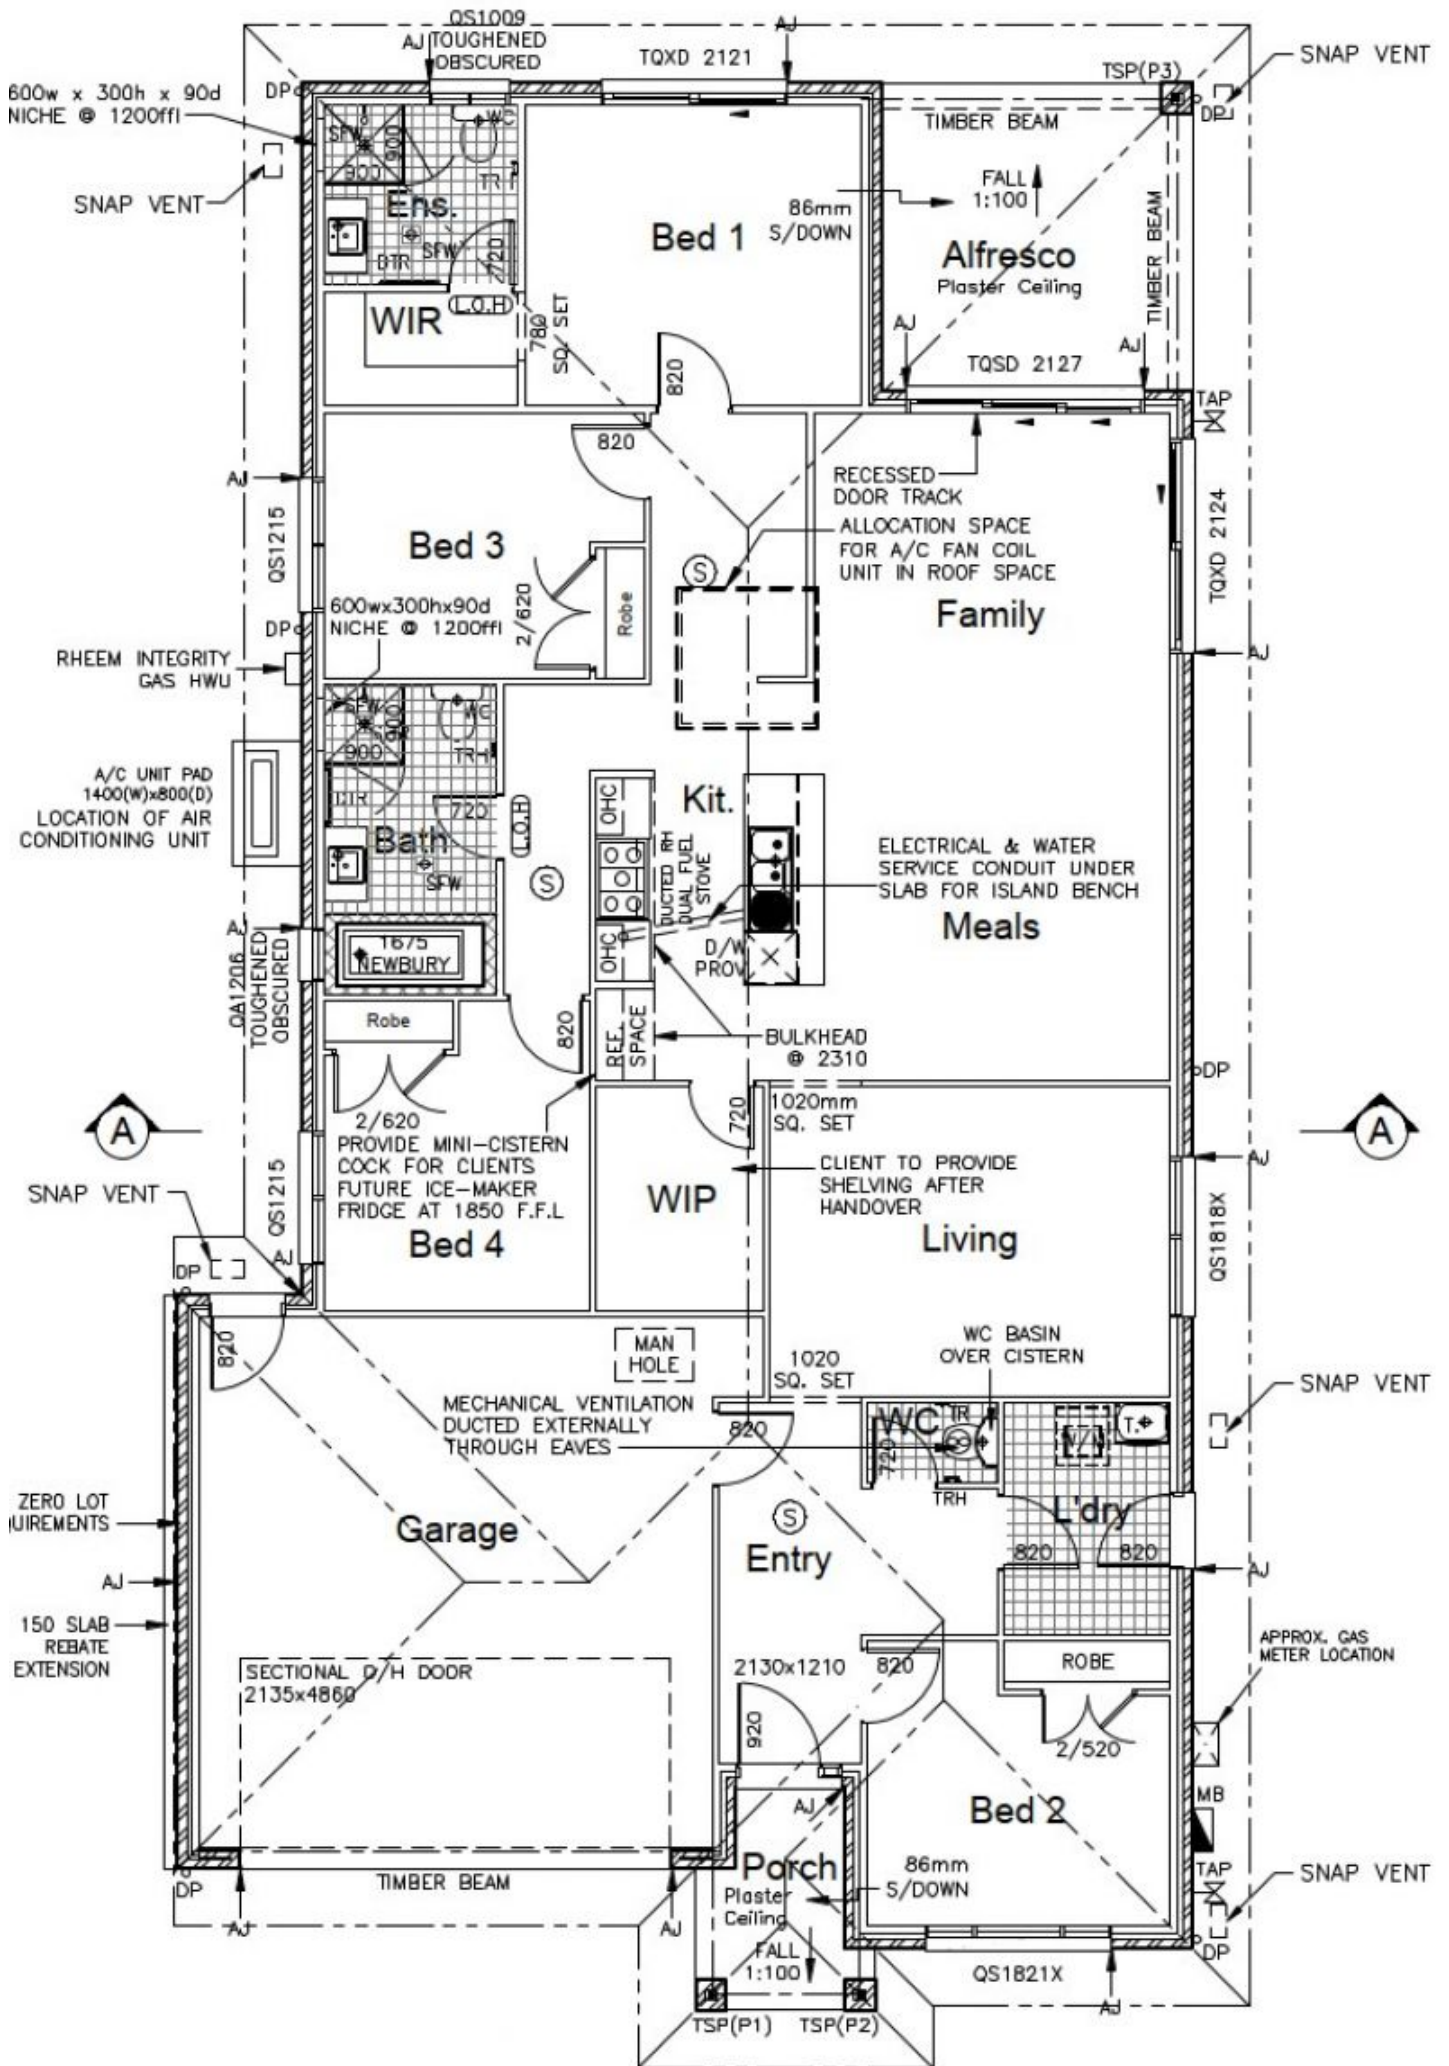 QS1009
TOUGHENED
OBSCURED
AJ
AJ
TQXD 2121
SNAP VENT
TSP(P3)
DP
DP
600w x 300h x 90d
NICHE @ 1200ffl
SNAP VENT
TIMBER BEAM
SFW
900
900
WC
Ens.
SFW
DTR
720
L.O.H
WIR
780
SQ. SET
Bed 1
86mm
S/DOWN
FALL
1:100
Alfresco
Plaster Ceiling
TIMBER BEAM
AJ
AJ
TQSD 2127
TAP
820
820
RECESSED
DOOR TRACK
ALLOCATION SPACE
FOR A/C FAN COIL
UNIT IN ROOF SPACE
S
AJ
QS1215
Bed 3
2/620
Robe
Family
TQXD 2124
AJ
600wx300hx90d
NICHE @ 1200ffl
DP
RHEEM INTEGRITY
GAS HWU
SFW
900
900
WC
TRH
A/C UNIT PAD
1400(W)x800(D)
LOCATION OF AIR
CONDITIONING UNIT
DTR
720
L.O.H
Bath
SFW
S
OHC
OHC
Kit.
DUCTED RH
DUAL FUEL
STOVE
ELECTRICAL & WATER
SERVICE CONDUIT UNDER
SLAB FOR ISLAND BENCH
Meals
D/W
PROV
AJ
QA1206
TOUGHENED
OBSCURED
1675
NEWBURY
Robe
820
REF.
SPACE
BULKHEAD
@ 2310
DP
A
A
2/620
720
1020mm
SQ. SET
PROVIDE MINI-CISTERN
COCK FOR CLIENTS
FUTURE ICE-MAKER
FRIDGE AT 1850 F.F.L
Bed 4
QS1215
SNAP VENT
CLIENT TO PROVIDE
SHELVING AFTER
HANDOVER
WIP
Living
AJ
QS1818X
AJ
DP
820
MAN
HOLE
1020
SQ. SET
WC BASIN
OVER CISTERN
SNAP VENT
MECHANICAL VENTILATION
DUCTED EXTERNALLY
THROUGH EAVES
820
WC
TR
720
TRH
T.
ZERO LOT
UIREMENTS
Garage
S
Entry
L'dry
820
820
AJ
AJ
150 SLAB
REBATE
EXTENSION
SECTIONAL O/H DOOR
2135x4860
2130x1210
820
ROBE
APPROX. GAS
METER LOCATION
920
2/520
Bed 2
AJ
MB
Porch
Plaster
Ceiling
86mm
S/DOWN
TAP
SNAP VENT
DP
TIMBER BEAM
AJ
AJ
FALL
1:100
QS1821X
DP
AJ
TSP(P1)
TSP(P2)